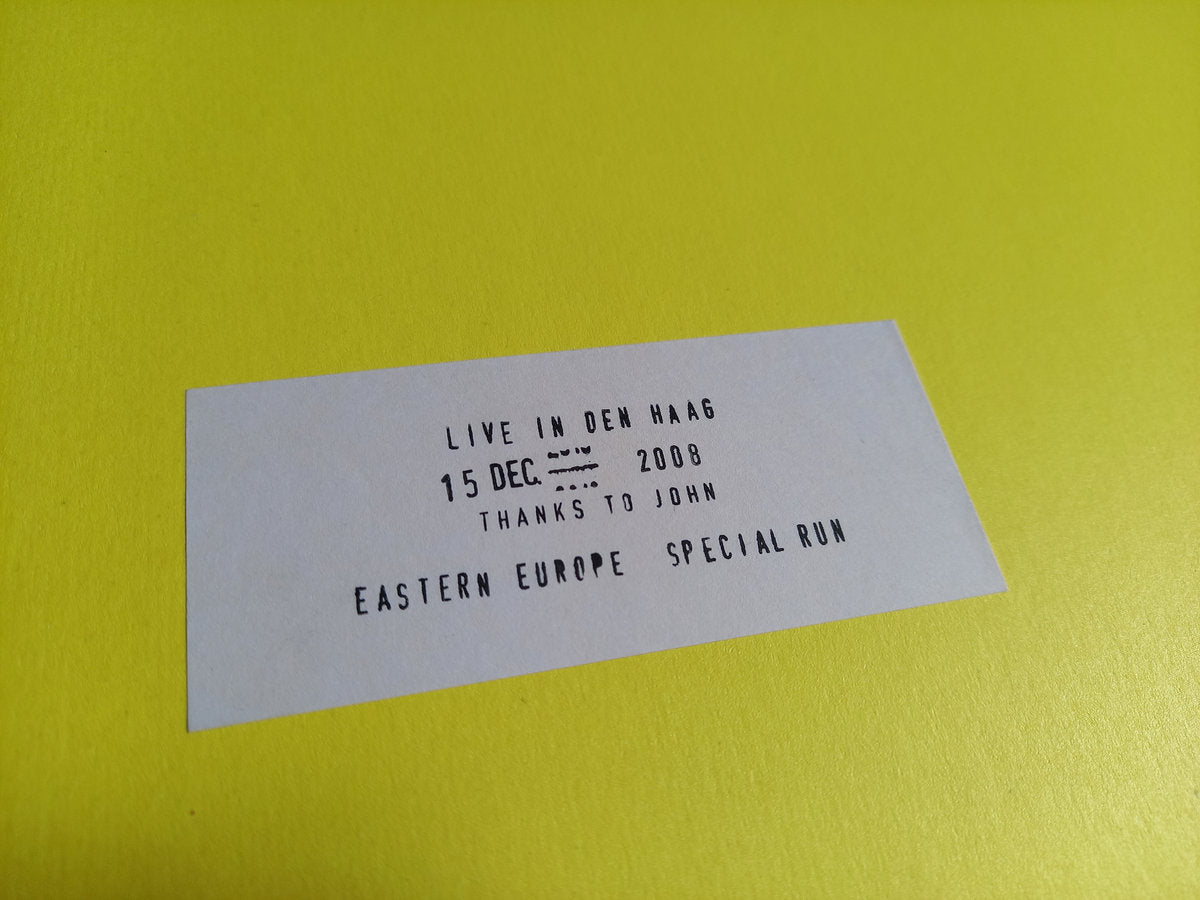 LIVE IN DEN HAAG
15 DEC. 2008
THANKS TO JOHN
EASTERN EUROPE SPECIAL RUN